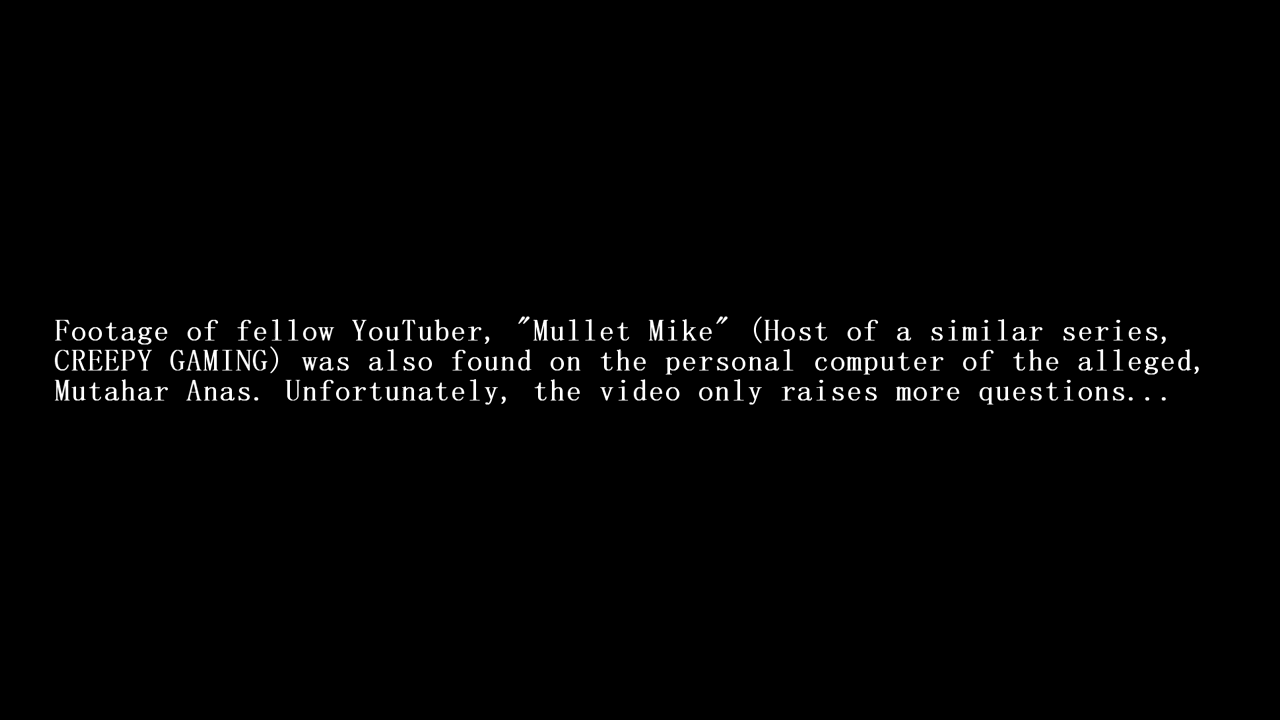 Footage of fellow YouTuber, "Mullet Mike" (Host of a similar series,
CREEPY GAMING) was also found on the personal computer of the alleged,
Mutahar Anas. Unfortunately, the video only raises more questions...